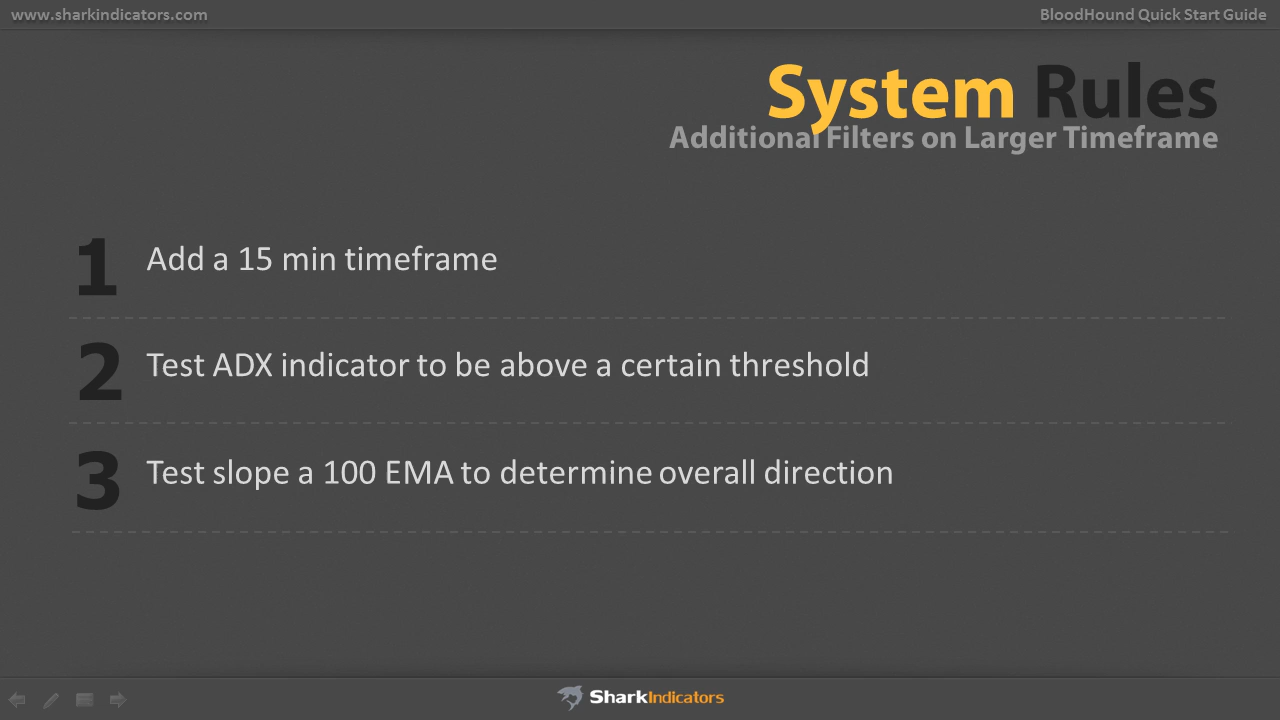 www.sharkindicators.com
BloodHound Quick Start Guide
System Rules
Additional Filters on Larger Timeframe
1 Add a 15 min timeframe
2 Test ADX indicator to be above a certain threshold
3 Test slope a 100 EMA to determine overall direction
SharkIndicators